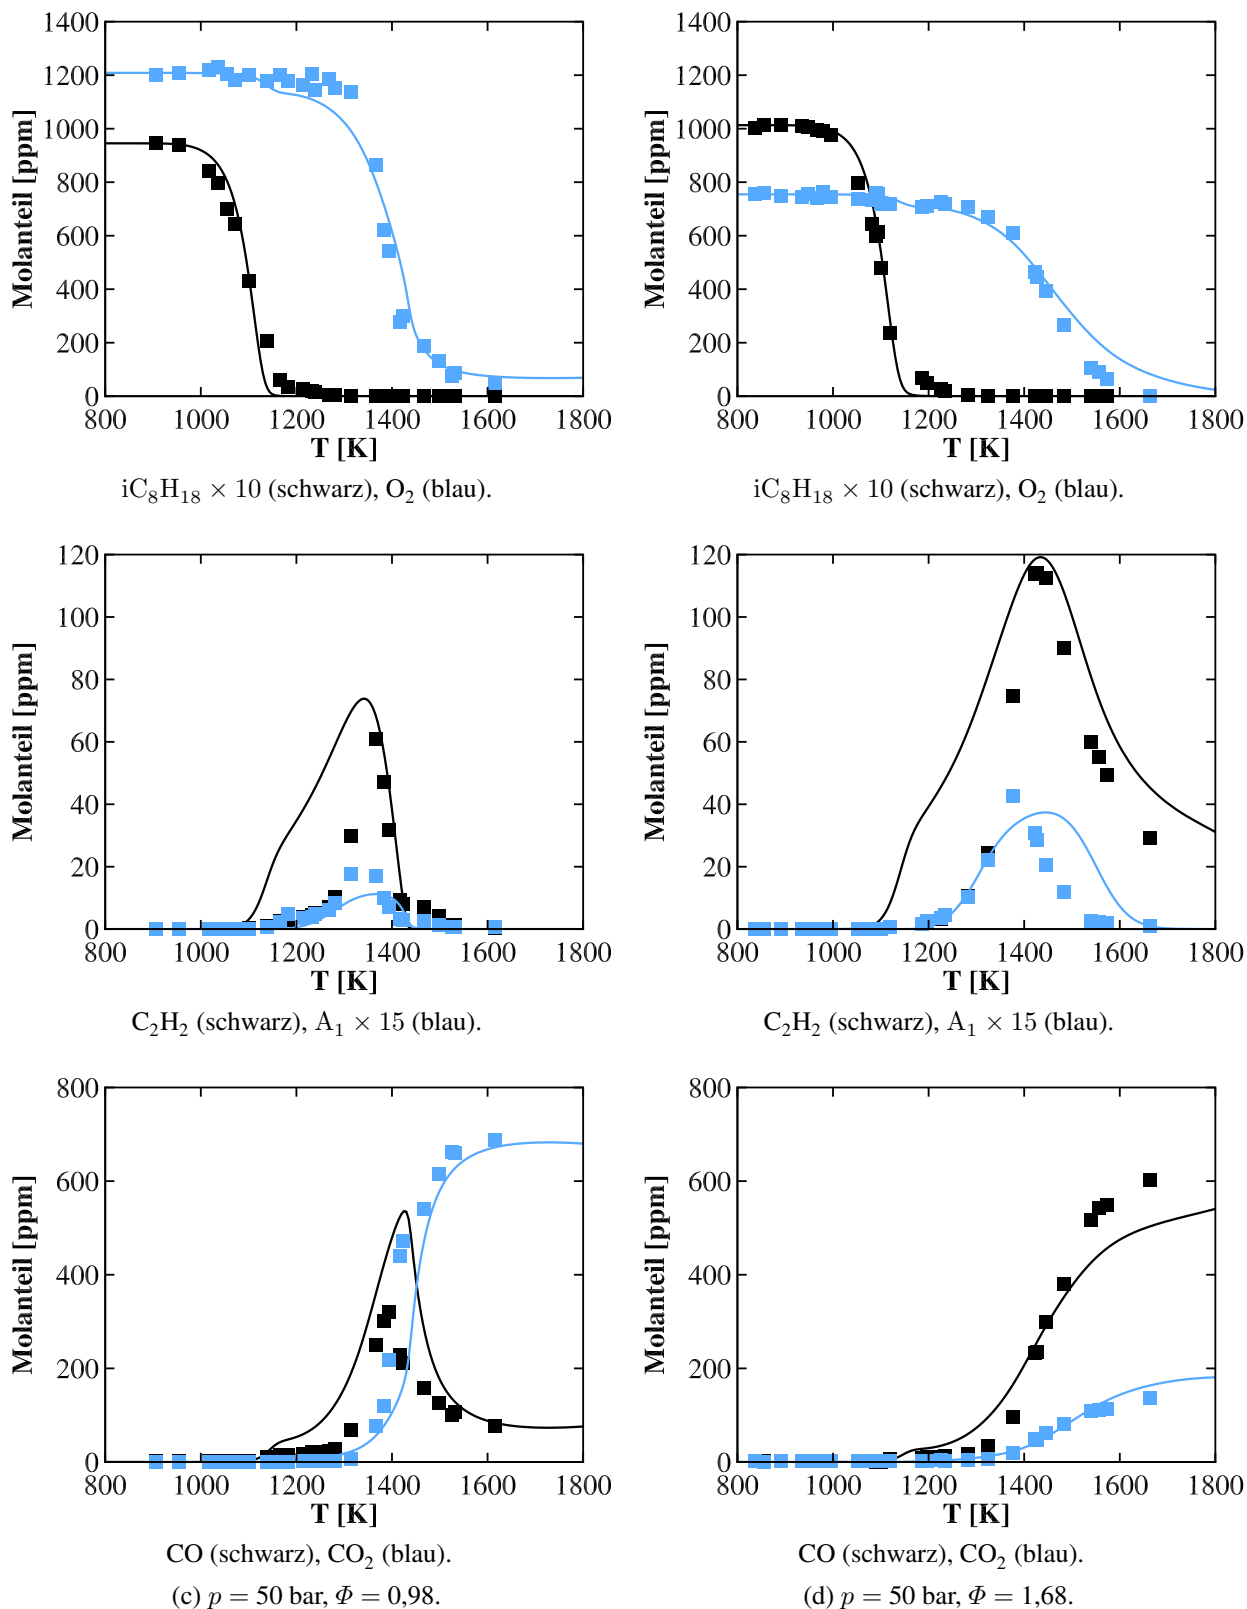 1400
1200
1000
800
600
400
200
0
Molanteil [ppm]
800 1000 1200 1400 1600 1800
T [K]
iC₈H₁₈ × 10 (schwarz), O₂ (blau).
1400
1200
1000
800
600
400
200
0
Molanteil [ppm]
800 1000 1200 1400 1600 1800
T [K]
iC₈H₁₈ × 10 (schwarz), O₂ (blau).
120
100
80
60
40
20
0
Molanteil [ppm]
800 1000 1200 1400 1600 1800
T [K]
C₂H₂ (schwarz), A₁ × 15 (blau).
120
100
80
60
40
20
0
Molanteil [ppm]
800 1000 1200 1400 1600 1800
T [K]
C₂H₂ (schwarz), A₁ × 15 (blau).
800
600
400
200
0
Molanteil [ppm]
800 1000 1200 1400 1600 1800
T [K]
CO (schwarz), CO₂ (blau).
(c) p = 50 bar, Φ = 0,98.
800
600
400
200
0
Molanteil [ppm]
800 1000 1200 1400 1600 1800
T [K]
CO (schwarz), CO₂ (blau).
(d) p = 50 bar, Φ = 1,68.